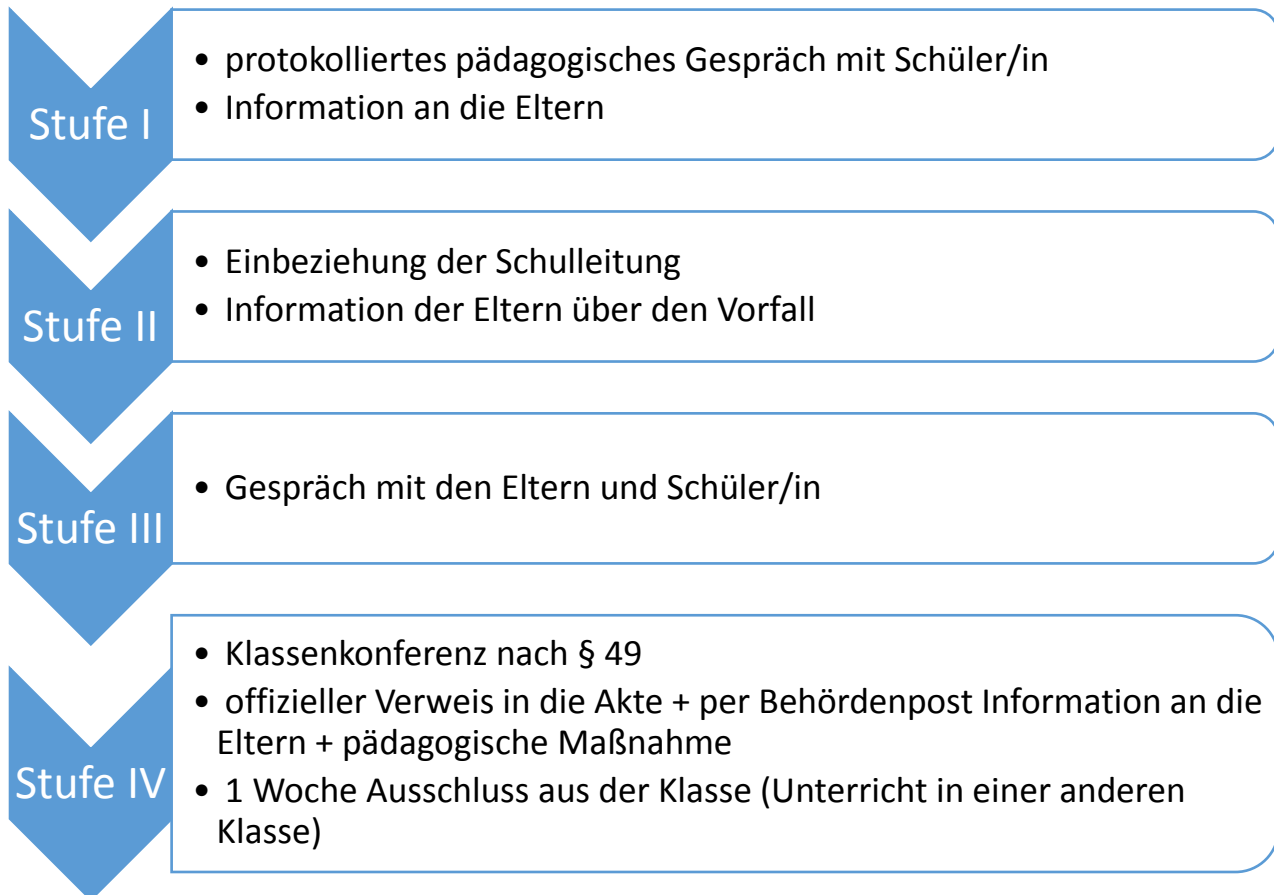 Stufe I
• protokolliertes pädagogisches Gespräch mit Schüler/in
• Information an die Eltern
Stufe II
• Einbeziehung der Schulleitung
• Information der Eltern über den Vorfall
Stufe III
• Gespräch mit den Eltern und Schüler/in
Stufe IV
• Klassenkonferenz nach § 49
• offizieller Verweis in die Akte + per Behördenpost Information an die
Eltern + pädagogische Maßnahme
• 1 Woche Ausschluss aus der Klasse (Unterricht in einer anderen
Klasse)